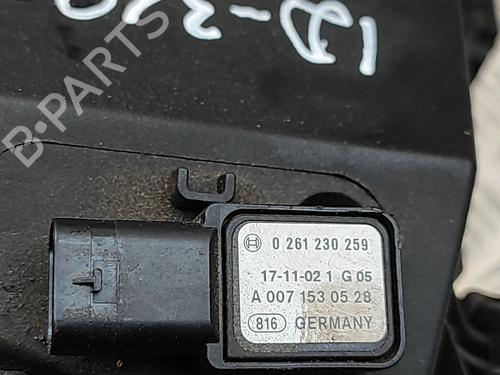 B-PARTS
0 261 230 259
17-11-02 1 G 05
A 007 153 05 28
816 GERMANY